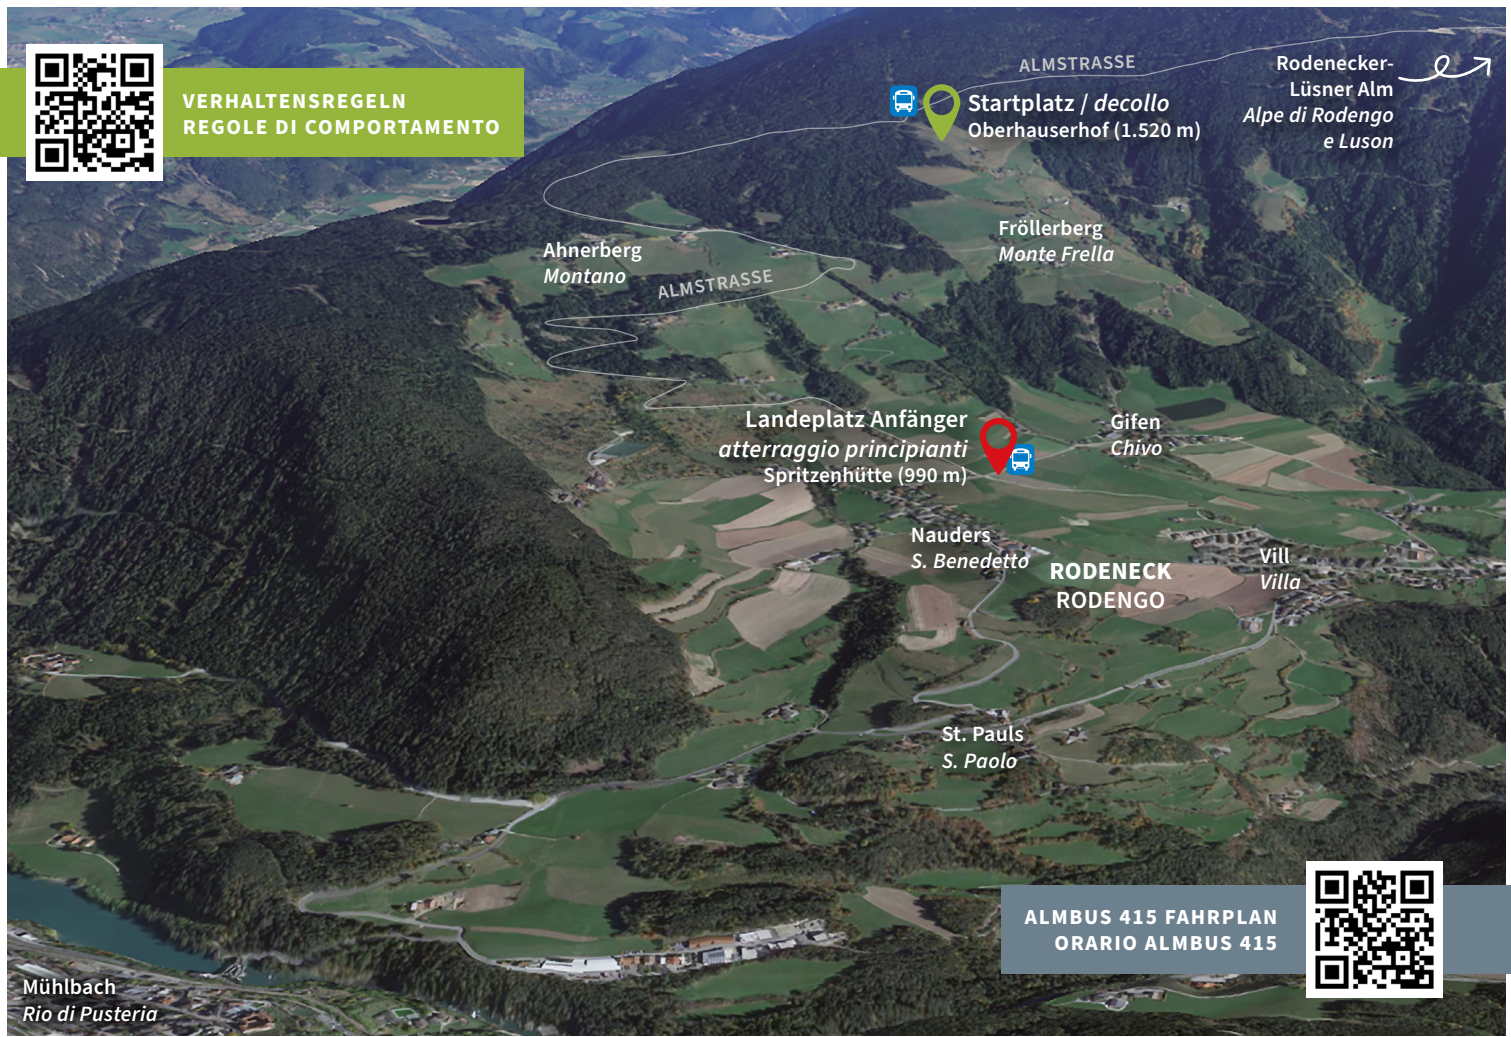 VERHALTENSREGELN
REGOLE DI COMPORTAMENTO
ALMSTRASSE
Startplatz / decollo
Oberhauserhof (1.520 m)
Rodenecker-
Lüsner Alm
Alpe di Rodengo
e Luson
Ahnerberg
Montano
ALMSTRASSE
Fröllerberg
Monte Frella
Landeplatz Anfänger
atterraggio principianti
Spritzenhütte (990 m)
Gifen
Chivo
Nauders
S. Benedetto
RODENECK
RODENGO
Vill
Villa
St. Pauls
S. Paolo
ALMBUS 415 FAHRPLAN
ORARIO ALMBUS 415
Mühlbach
Rio di Pusteria